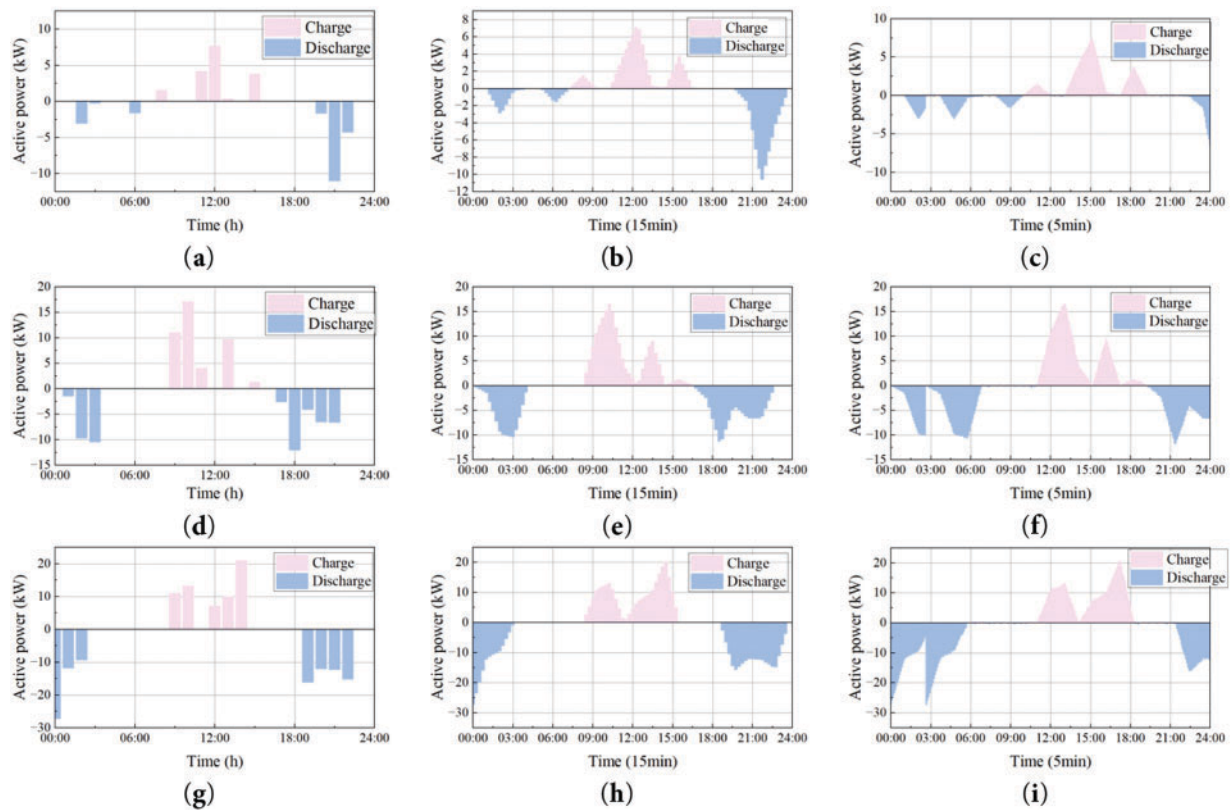 10
5
0
−5
−10
Active power (kW)
Charge
Discharge
00:00 06:00 12:00 18:00 24:00
Time (h)
(a)
8
6
4
2
0
−2
−4
−6
−8
−10
12
Active power (kW)
Charge
Discharge
00:00 03:00 06:00 09:00 12:00 15:00 18:00 21:00 24:00
Time (15min)
(b)
10
5
0
−5
−10
Active power (kW)
Charge
Discharge
00:00 03:00 06:00 09:00 12:00 15:00 18:00 21:00 24:00
Time (5min)
(c)
20
15
10
5
0
−5
−10
−15
Active power (kW)
Charge
Discharge
00:00 06:00 12:00 18:00 24:00
Time (h)
(d)
20
15
10
5
0
−5
−10
−15
Active power (kW)
Charge
Discharge
00:00 03:00 06:00 09:00 12:00 15:00 18:00 21:00 24:00
Time (15min)
(e)
20
15
10
5
0
−5
−10
−15
Active power (kW)
Charge
Discharge
00:00 03:00 06:00 09:00 12:00 15:00 18:00 21:00 24:00
Time (5min)
(f)
20
10
0
−10
−20
−30
Active power (kW)
Charge
Discharge
00:00 06:00 12:00 18:00 24:00
Time (h)
(g)
20
10
0
−10
−20
−30
Active power (kW)
Charge
Discharge
00:00 03:00 06:00 09:00 12:00 15:00 18:00 21:00 24:00
Time (15min)
(h)
20
10
0
−10
−20
−30
Active power (kW)
Charge
Discharge
00:00 03:00 06:00 09:00 12:00 15:00 18:00 21:00 24:00
Time (5min)
(i)